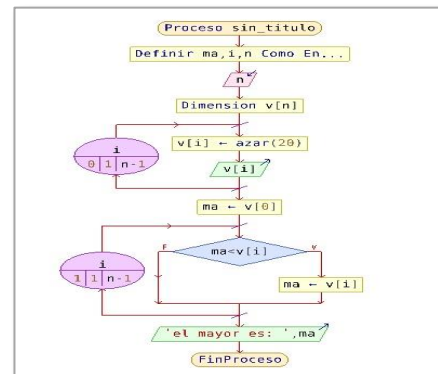 Proceso sin_titulo
Definir ma,i,n Como En...
n
Dimension v[n]
v[i] ← azar(20)
i
0 1 n-1
v[i]
ma ← v[0]
F
ma<v[i]
V
i
1 1 n-1
ma ← v[i]
'el mayor es: ',ma
FinProceso